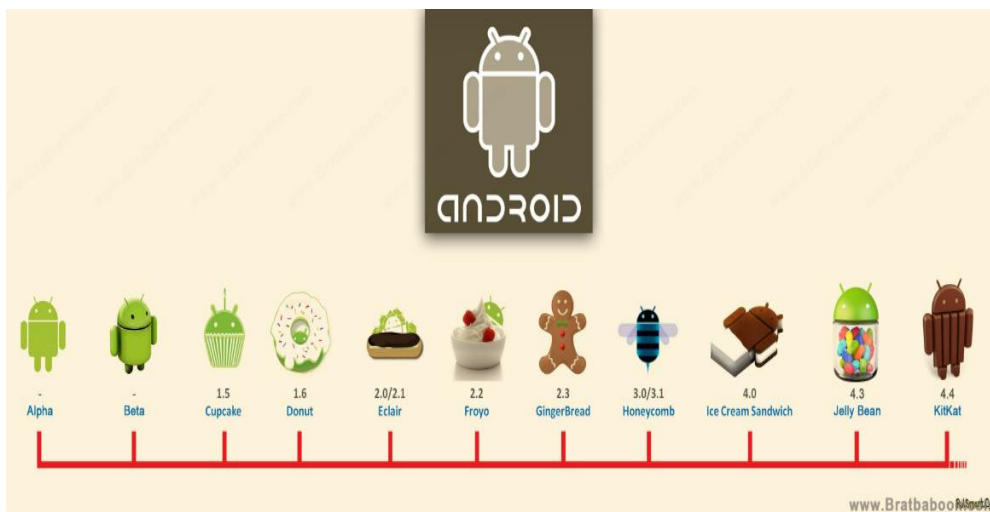 ANDROID
-
Alpha
-
Beta
1.5
Cupcake
1.6
Donut
2.0/2.1
Eclair
2.2
Froyo
2.3
GingerBread
3.0/3.1
Honeycomb
4.0
Ice Cream Sandwich
4.3
Jelly Bean
4.4
KitKat
www.Bratbaboo